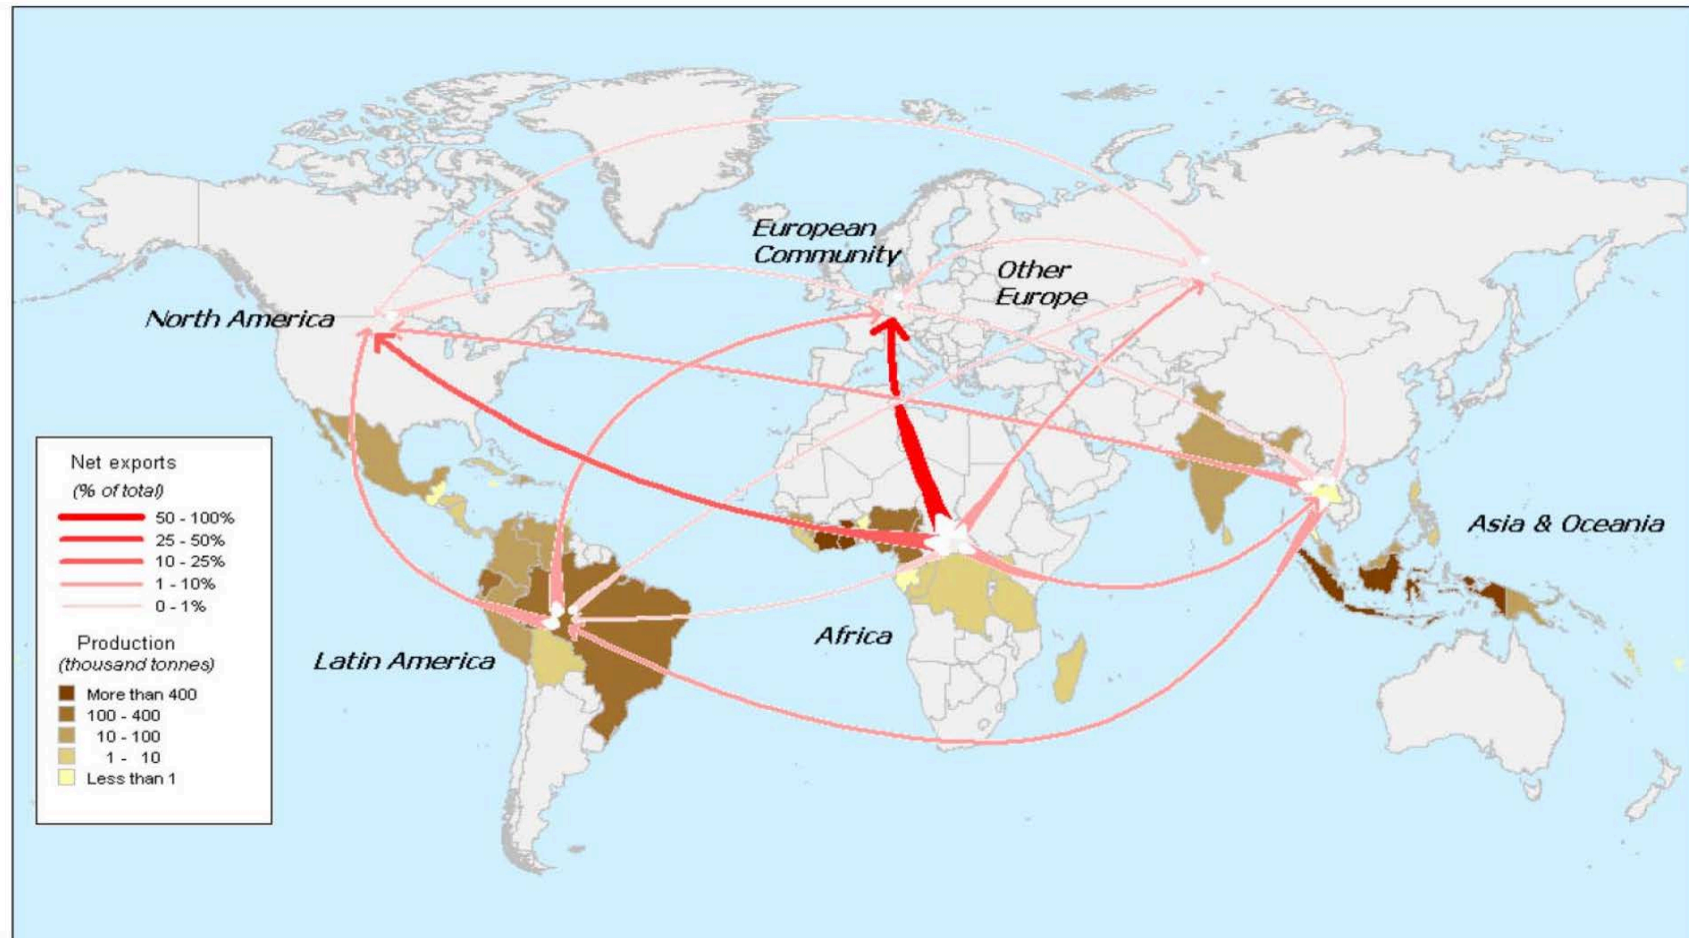 European
Community
Other
Europe
North America
Net exports
(% of total)
50 - 100%
25 - 50%
10 - 25%
1 - 10%
0 - 1%
Asia & Oceania
Africa
Latin America
Production
(thousand tonnes)
More than 400
100 - 400
10 - 100
1 - 10
Less than 1